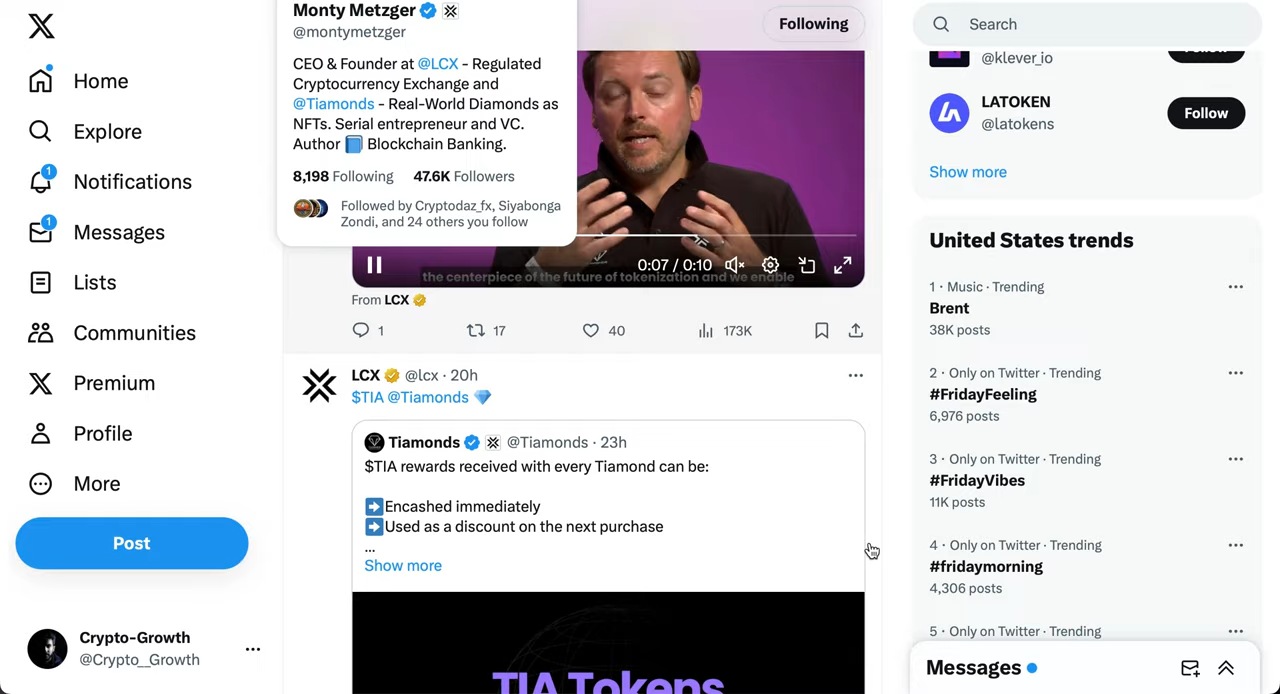 Home
Explore
1
Notifications
1
Messages
Lists
Communities
Premium
Profile
More
Post
Crypto-Growth
@Crypto__Growth
Monty Metzger
@montymetzger
CEO & Founder at @LCX - Regulated
Cryptocurrency Exchange and
@Tiamonds - Real-World Diamonds as
NFTs. Serial entrepreneur and VC.
Author 📘 Blockchain Banking.
8,198 Following 47.6K Followers
Followed by Cryptodaz_fx, Siyabonga
Zondi, and 24 others you follow
Following
0:07 / 0:10
the centerpiece of the future of tokenization and we enable
From LCX
1 17 40 173K
LCX @lcx · 20h
$TIA @Tiamonds 💎
Tiamonds @Tiamonds · 23h
$TIA rewards received with every Tiamond can be:
➡️Encashed immediately
➡️Used as a discount on the next purchase
...
Show more
TIA Tokens
Search
@klever_io
Follow
LATOKEN
@latokens
Follow
Show more
United States trends
1 · Music · Trending
Brent
38K posts
2 · Only on Twitter · Trending
#FridayFeeling
6,976 posts
3 · Only on Twitter · Trending
#FridayVibes
11K posts
4 · Only on Twitter · Trending
#fridaymorning
4,306 posts
5 · Only on Twitter · Trending
Messages